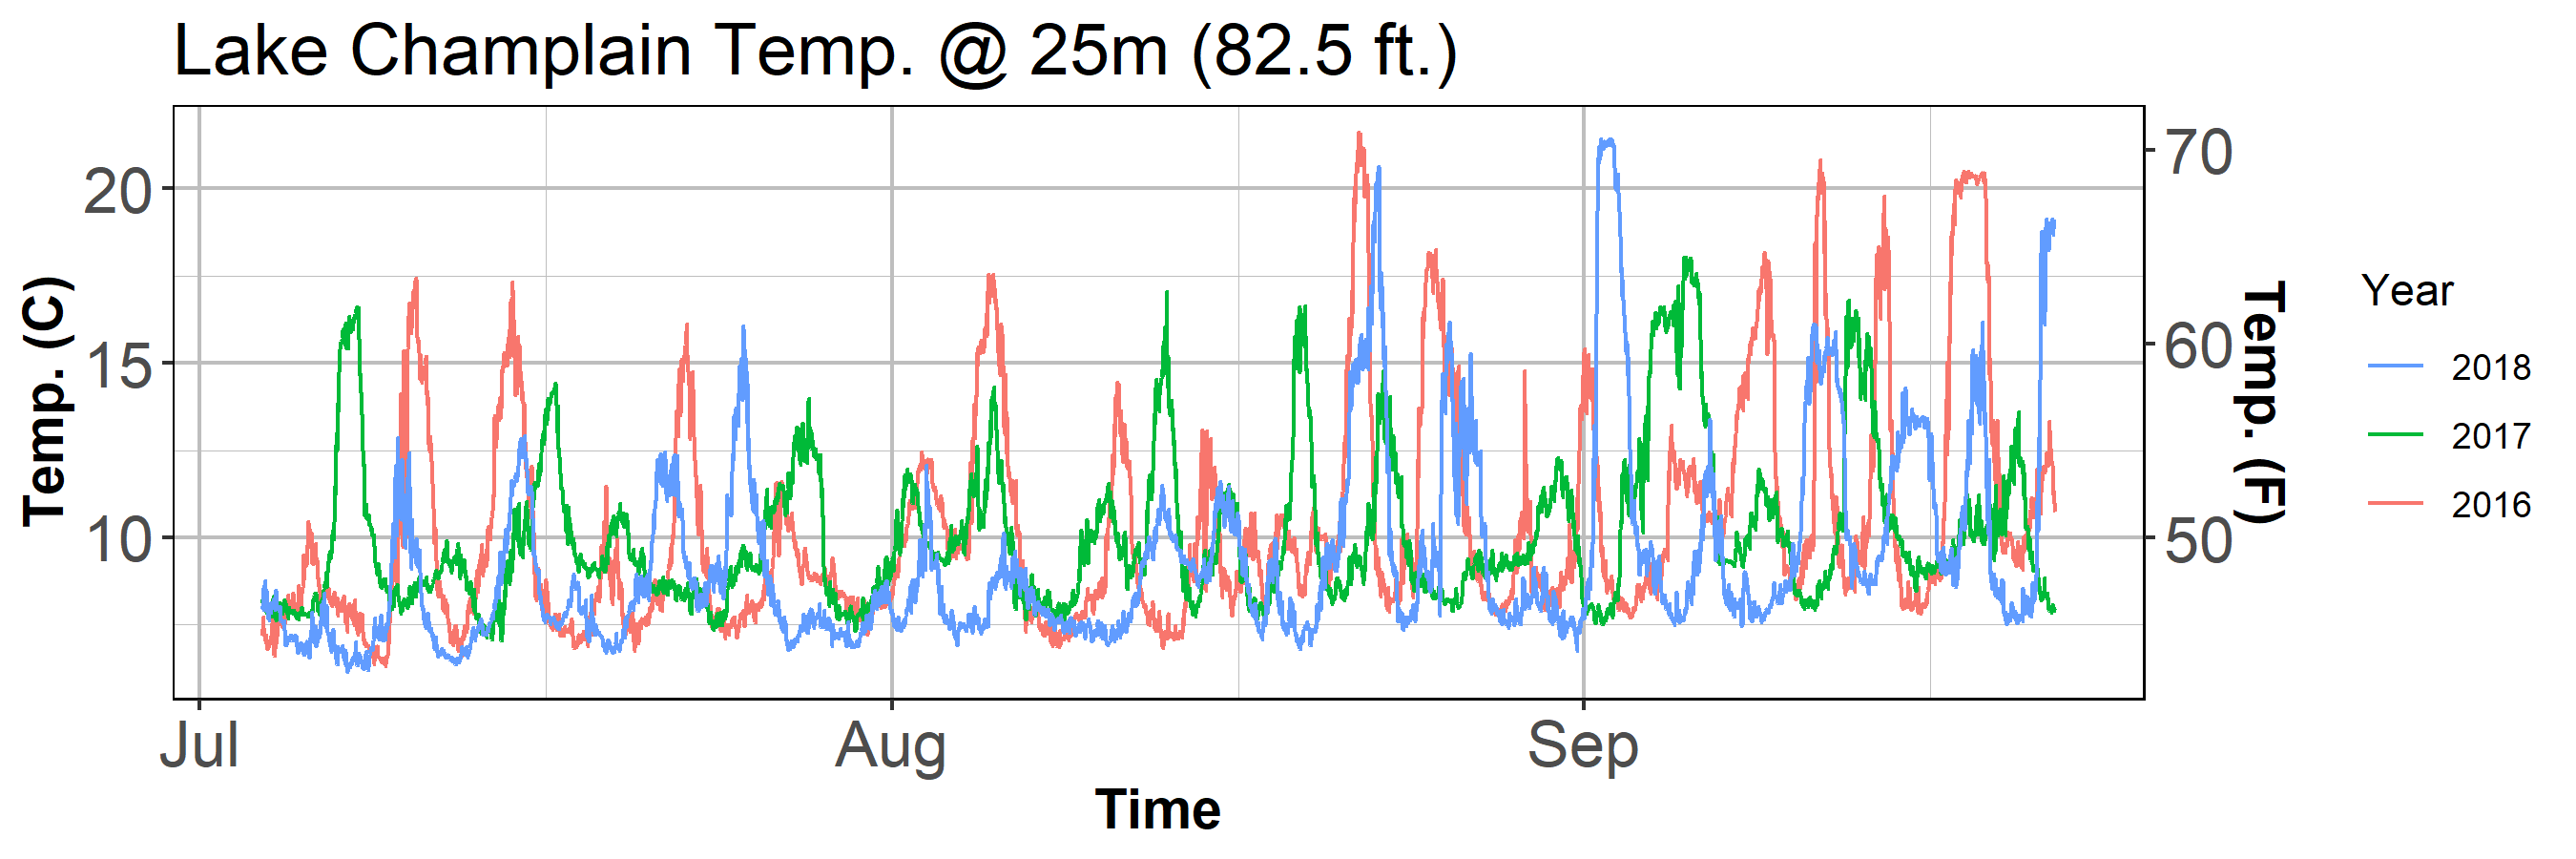 Lake Champlain Temp. @ 25m (82.5 ft.)
Temp. (C)
20
15
10
70
60
50
Temp. (F)
Jul
Aug
Sep
Time
Year
2018
2017
2016